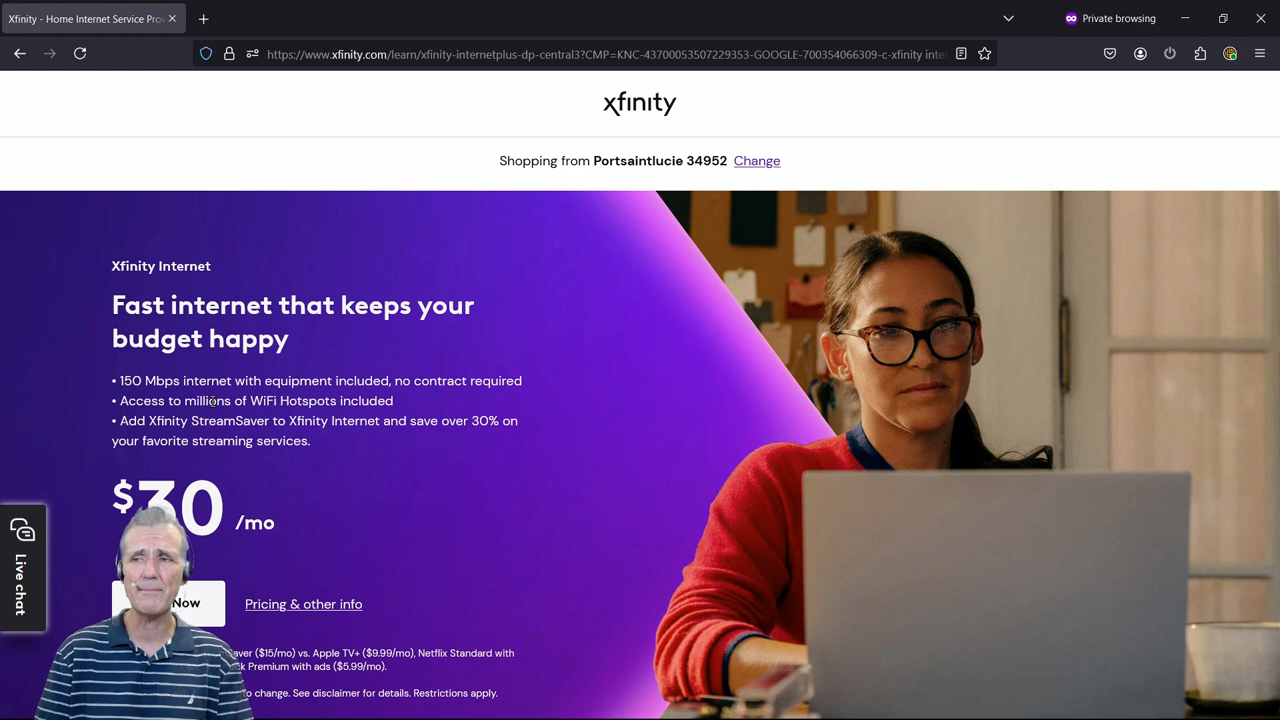 Xfinity - Home Internet Service Prov
Private browsing
https://www.xfinity.com/learn/xfinity-internetplus-dp-central3?CMP=KNC-43700053507229353-GOOGLE-700354066309-c-xfinity inte
xfinity
Shopping from Portsaintlucie 34952 Change
Xfinity Internet
Fast internet that keeps your
budget happy
• 150 Mbps internet with equipment included, no contract required
• Access to millions of WiFi Hotspots included
• Add Xfinity StreamSaver to Xfinity Internet and save over 30% on
your favorite streaming services.
$30 /mo
Now Pricing & other info
Live chat
aver ($15/mo) vs. Apple TV+ ($9.99/mo), Netflix Standard with
k Premium with ads ($5.99/mo).
to change. See disclaimer for details. Restrictions apply.